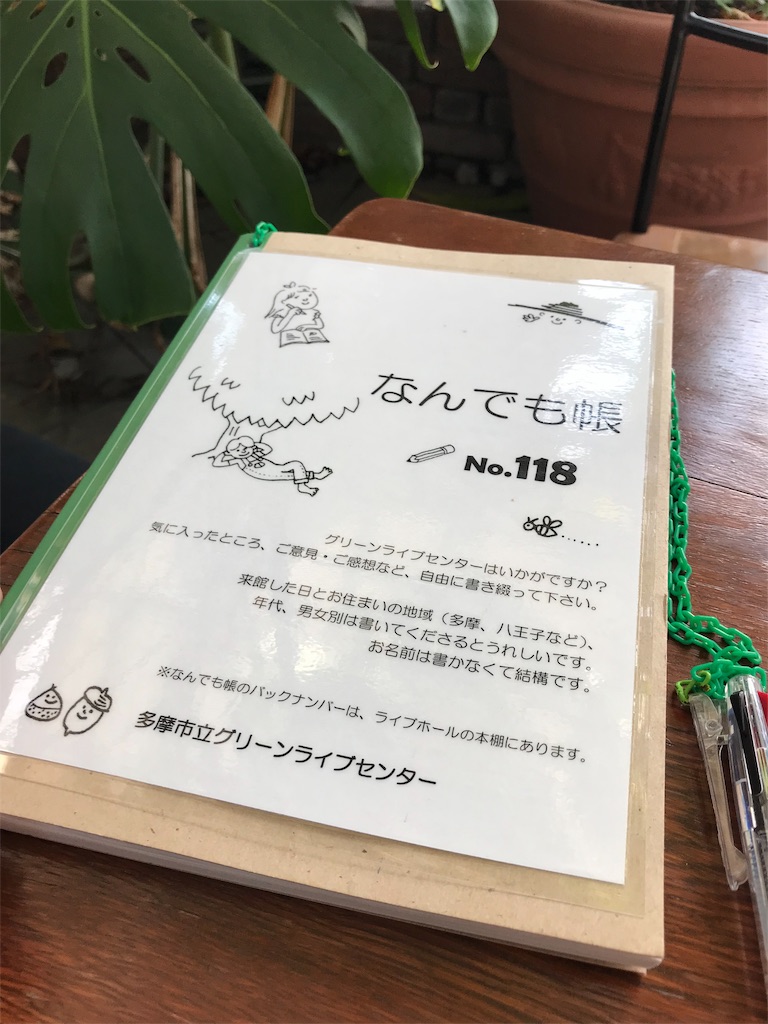 なんでも帳
No.118
グリーンライブセンターはいかがですか？
気に入ったところ、ご意見・ご感想など、自由に書き綴って下さい。
来館した日とお住まいの地域（多摩、八王子など）、
年代、男女別は書いてくださるとうれしいです。
お名前は書かなくて結構です。
※なんでも帳のバックナンバーは、ライブホールの本棚にあります。
多摩市立グリーンライブセンター